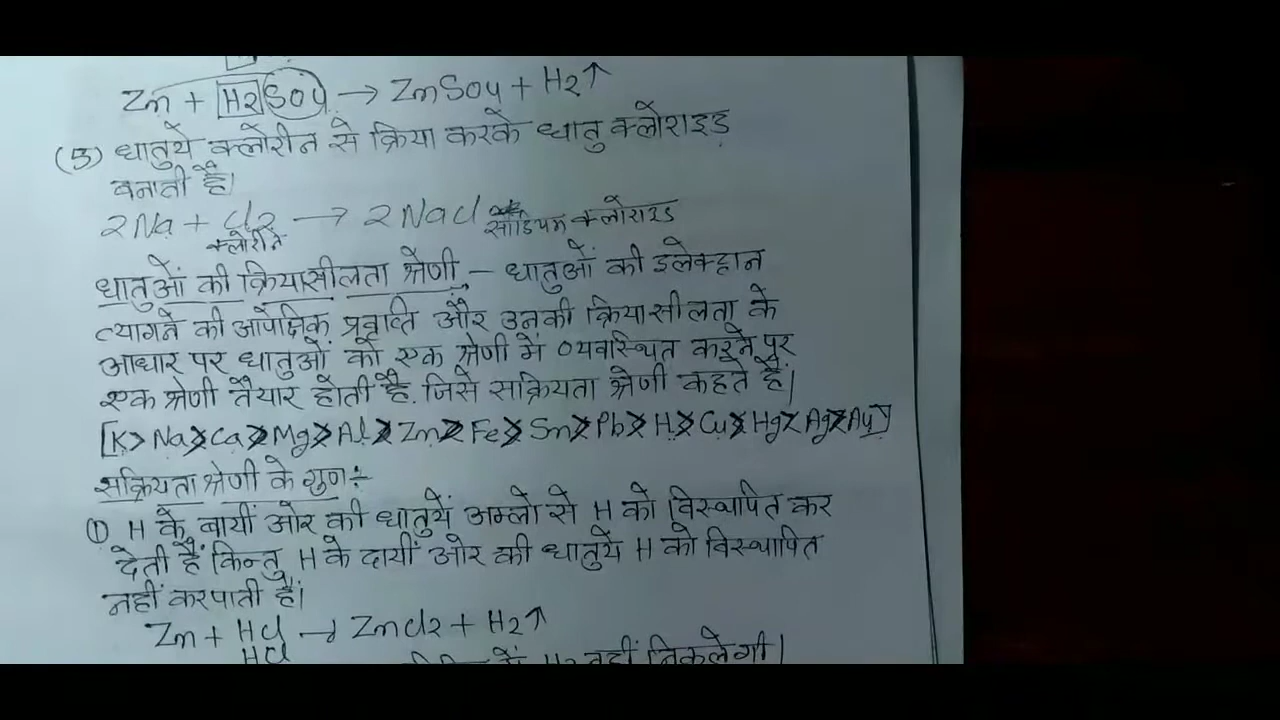 Zn + H2SO4 → ZnSO4 + H2↑
(5) धातुयें क्लोरीन से क्रिया करके धातु क्लोराइड
बनाती हैं।
2Na + Cl2 → 2NaCl सोडियम क्लोराइड
क्लोरीन
धातुओं की क्रियासीलता श्रेणी – धातुओं की इलेक्ट्रान
त्यागने की आपेक्षिक प्रवृत्ति और उनकी क्रियासीलता के
आधार पर धातुओं को एक श्रेणी में व्यवस्थित करने पर
एक श्रेणी तैयार होती है. जिसे सक्रियता श्रेणी कहते हैं।
[K>Na>Ca>Mg>Al>Zn>Fe>Sn>Pb>H>Cu>Hg>Ag>Au]
सक्रियता श्रेणी के गुण÷
① H के बायीं ओर की धातुयें अम्लो से H को विस्थापित कर
देती हैं किन्तु H के दायीं ओर की धातुयें H को विस्थापित
नहीं करपाती हैं।
Zn + HCl → ZnCl2 + H2↑
HCl में H2 नहीं निकलेगी।